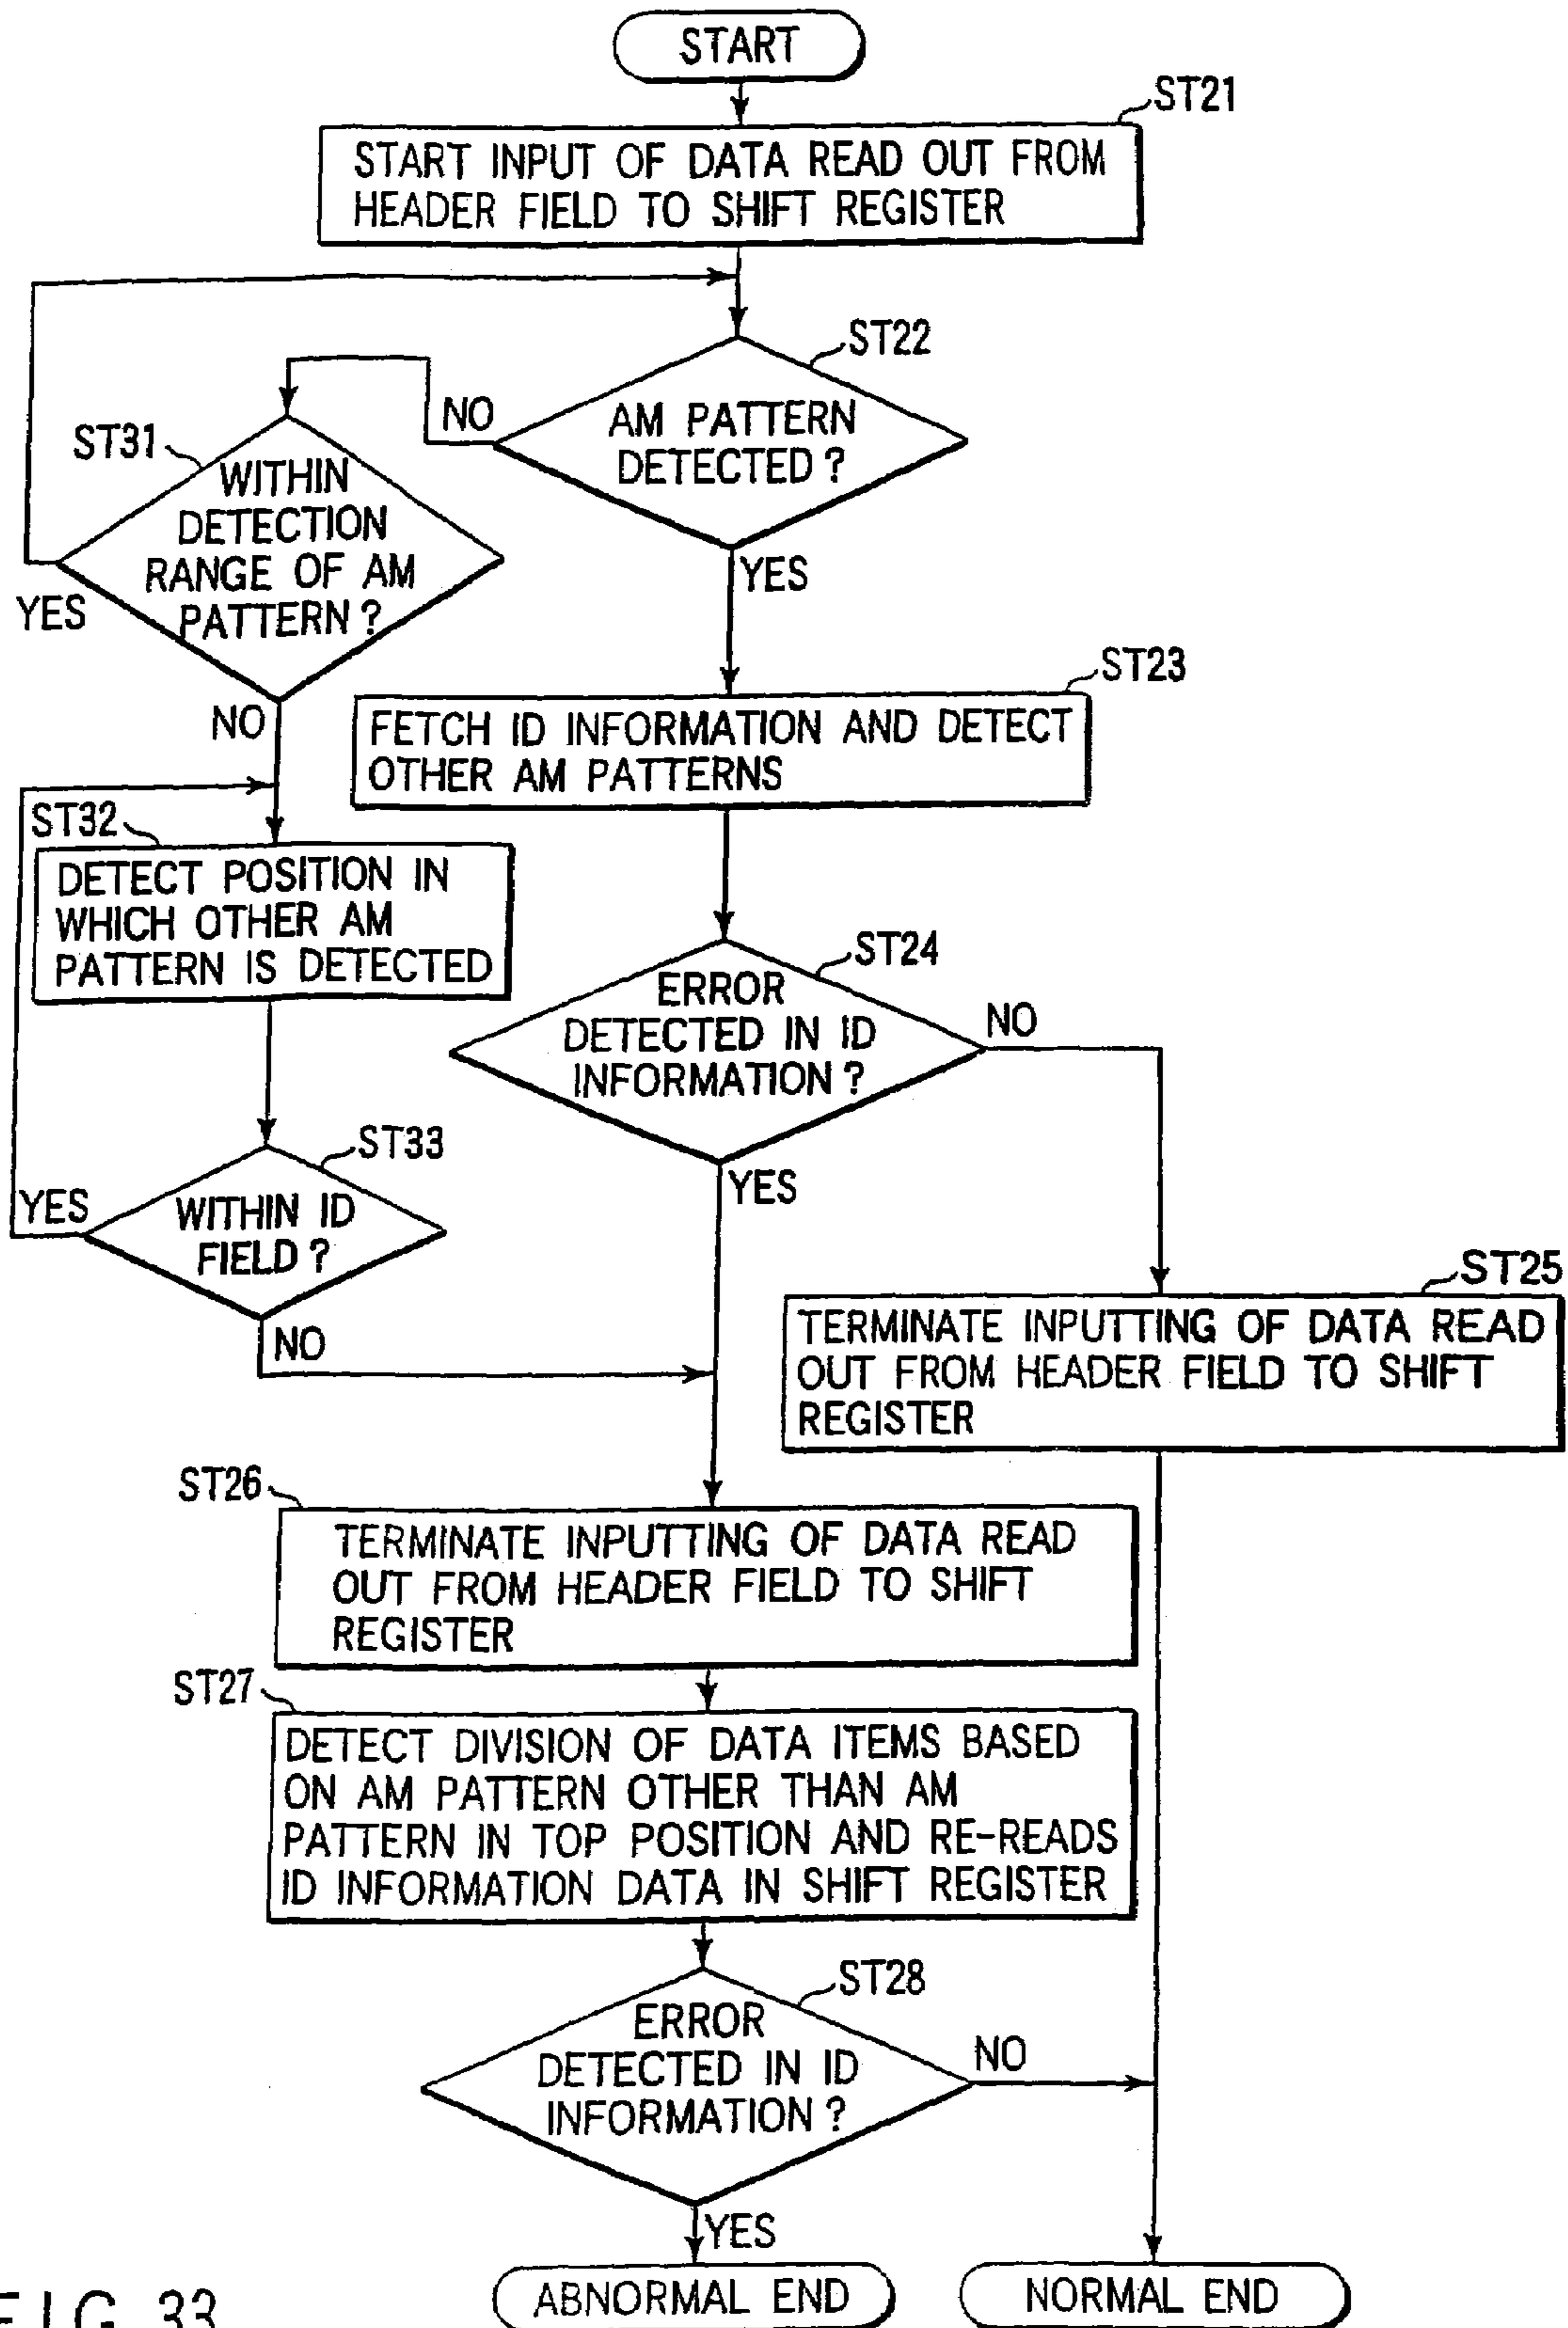 START
ST21
START INPUT OF DATA READ OUT FROM
HEADER FIELD TO SHIFT REGISTER
ST22
AM PATTERN
DETECTED?
NO
YES
ST31
WITHIN
DETECTION
RANGE OF AM
PATTERN?
YES
NO
ST23
FETCH ID INFORMATION AND DETECT
OTHER AM PATTERNS
ST32
DETECT POSITION IN
WHICH OTHER AM
PATTERN IS DETECTED
ST24
ERROR
DETECTED IN ID
INFORMATION?
NO
YES
ST33
WITHIN ID
FIELD?
YES
NO
ST25
TERMINATE INPUTTING OF DATA READ
OUT FROM HEADER FIELD TO SHIFT
REGISTER
ST26
TERMINATE INPUTTING OF DATA READ
OUT FROM HEADER FIELD TO SHIFT
REGISTER
ST27
DETECT DIVISION OF DATA ITEMS BASED
ON AM PATTERN OTHER THAN AM
PATTERN IN TOP POSITION AND RE-READS
ID INFORMATION DATA IN SHIFT REGISTER
ST28
ERROR
DETECTED IN ID
INFORMATION?
NO
YES
ABNORMAL END
NORMAL END
FIG. 33